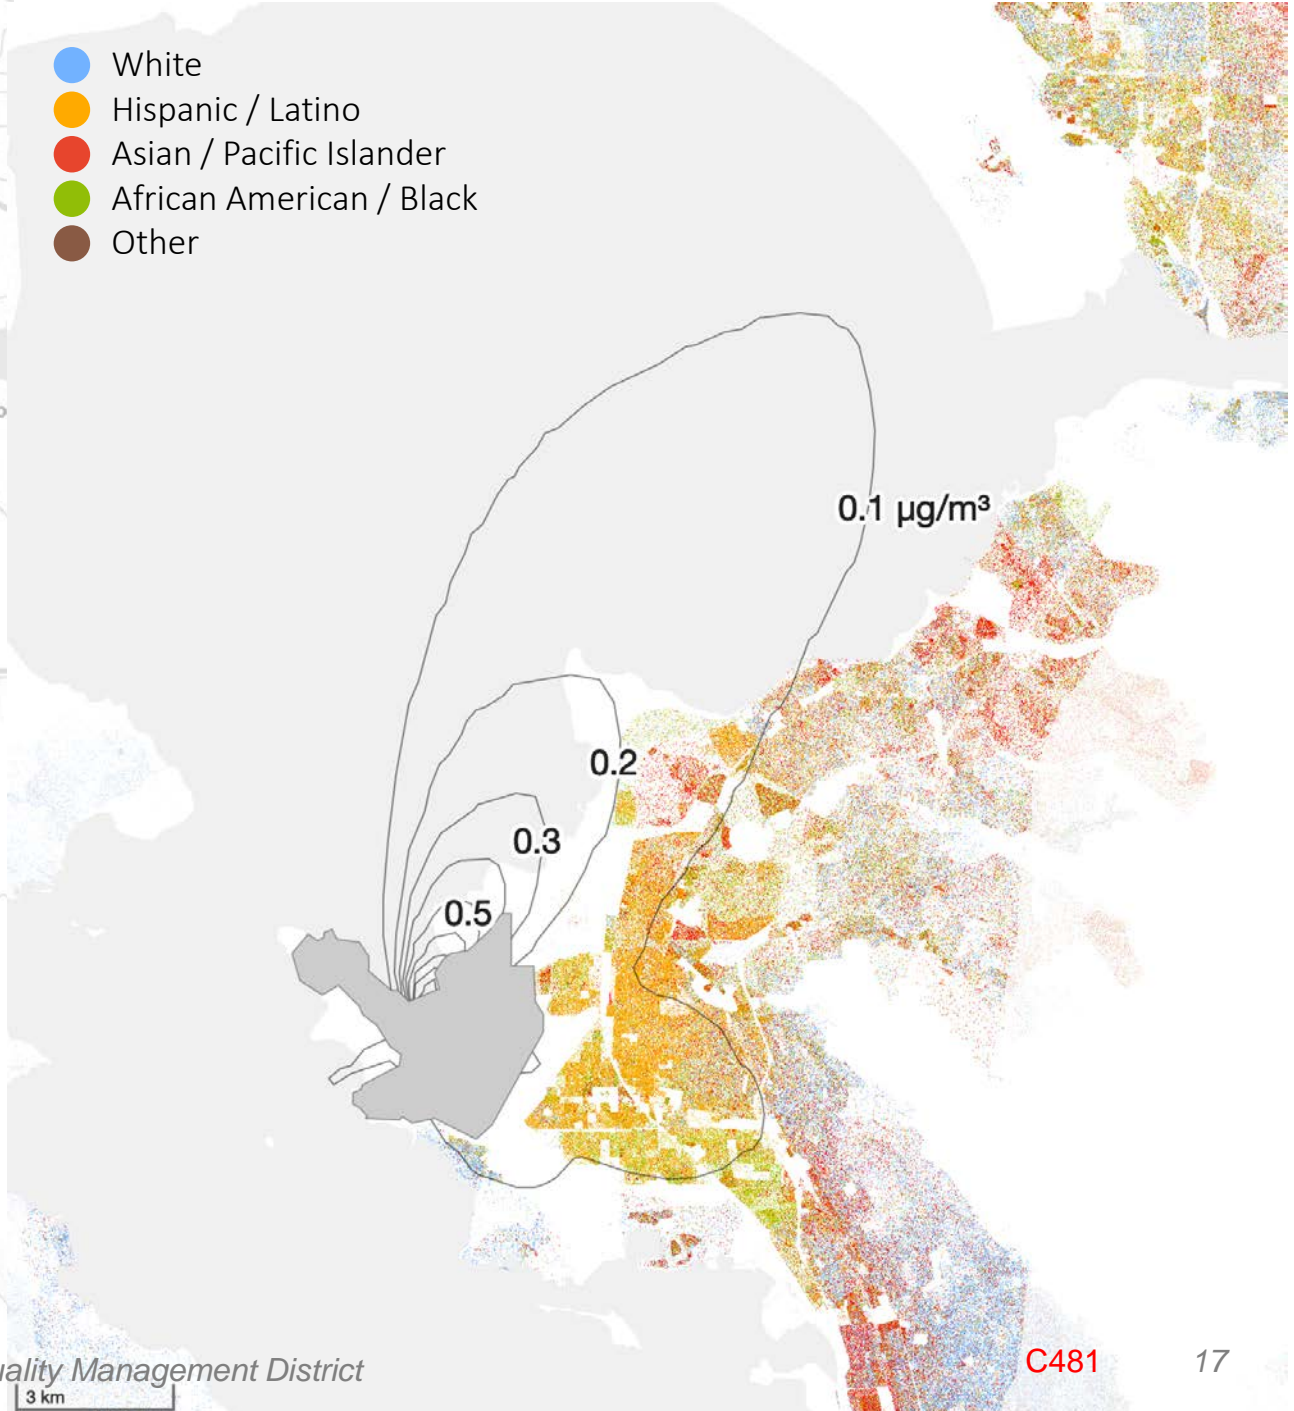 White
Hispanic / Latino
Asian / Pacific Islander
African American / Black
Other
0.1 µg/m³
0.2
0.3
0.5
Management District
C481
17
3 km